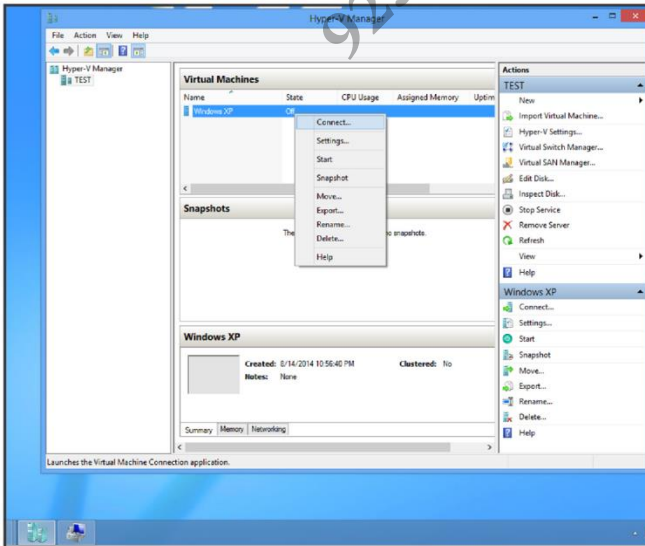 Hyper-V Manager
File Action View Help
Hyper-V Manager
TEST
Virtual Machines
Name State CPU Usage Assigned Memory Uptim
Windows XP Off
Connect...
Settings...
Start
Snapshot
Move...
Export...
Rename...
Delete...
Help
Snapshots
The
no snapshots.
Windows XP
Created: 8/14/2014 10:56:40 PM Clustered: No
Notes: None
Summary Memory Networking
Actions
TEST
New
Import Virtual Machine...
Hyper-V Settings...
Virtual Switch Manager...
Virtual SAN Manager...
Edit Disk...
Inspect Disk...
Stop Service
Remove Server
Refresh
View
Help
Windows XP
Connect...
Settings...
Start
Snapshot
Move...
Export...
Rename...
Delete...
Help
Launches the Virtual Machine Connection application.